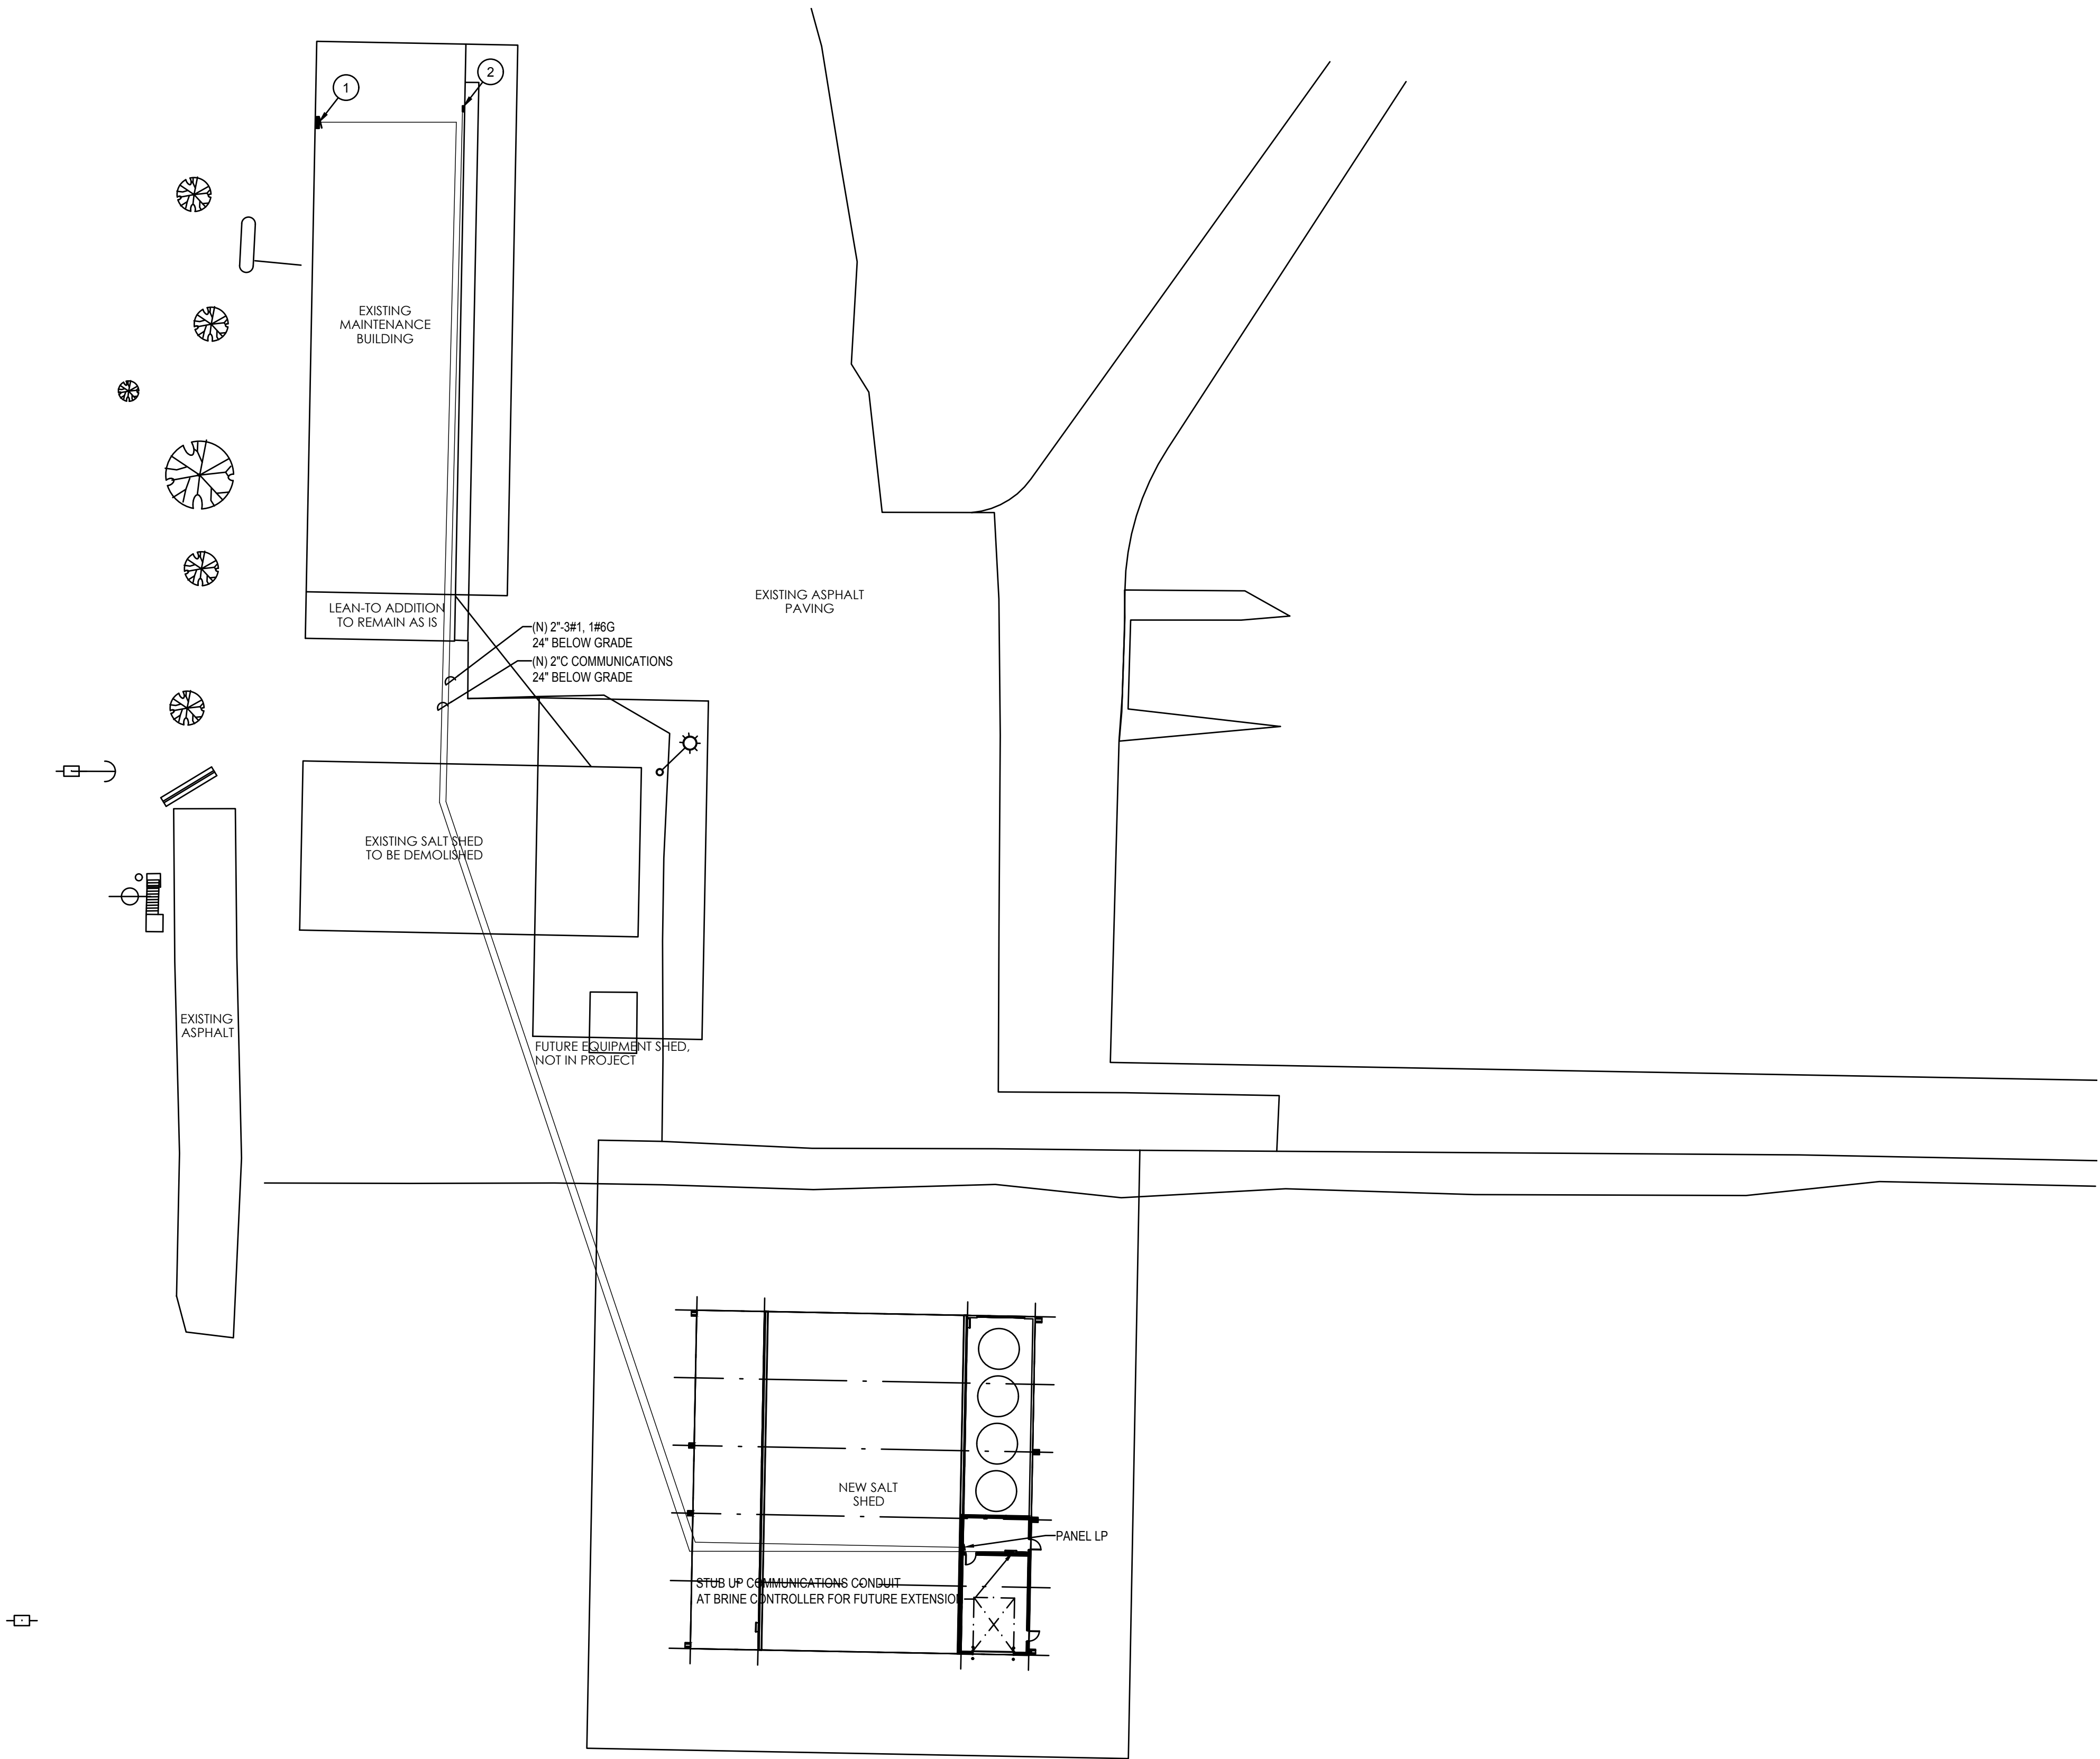 1
2
EXISTING
MAINTENANCE
BUILDING
LEAN-TO ADDITION
TO REMAIN AS IS
EXISTING ASPHALT
PAVING
(N) 2"-3#1, 1#6G
24" BELOW GRADE
(N) 2"C COMMUNICATIONS
24" BELOW GRADE
EXISTING SALT SHED
TO BE DEMOLISHED
EXISTING
ASPHALT
FUTURE EQUIPMENT SHED,
NOT IN PROJECT
NEW SALT
SHED
PANEL LP
STUB UP COMMUNICATIONS CONDUIT
AT BRINE CONTROLLER FOR FUTURE EXTENSION